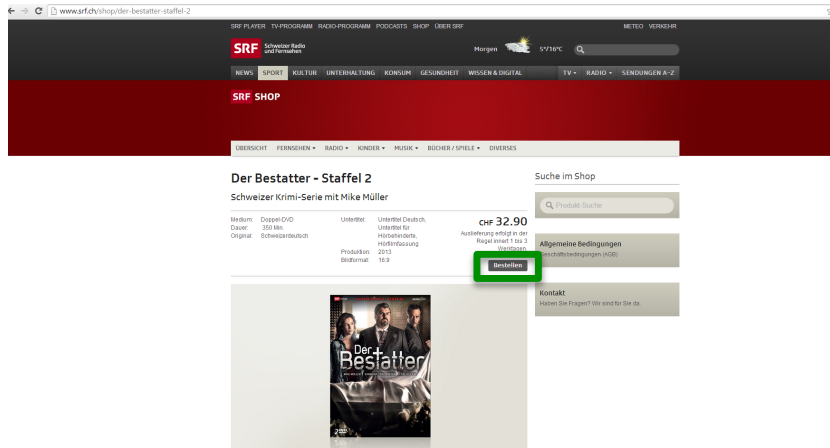 www.srf.ch/shop/der-bestatter-staffel-2
SRF PLAYER TV-PROGRAMM RADIO-PROGRAMM PODCASTS SHOP ÜBER SRF METEO VERKEHR
SRF Schweizer Radio und Fernsehen
Morgen 5°/16°C
NEWS SPORT KULTUR UNTERHALTUNG KONSUM GESUNDHEIT WISSEN & DIGITAL TV RADIO SENDUNGEN A–Z
SRF SHOP
ÜBERSICHT FERNSEHEN RADIO KINDER MUSIK BÜCHER / SPIELE DIVERSES
Der Bestatter - Staffel 2
Schweizer Krimi-Serie mit Mike Müller
Medium: Doppel-DVD
Dauer: 350 Min.
Original: Schweizerdeutsch
Untertitel: Untertitel Deutsch,
Untertitel für
Hörbehinderte,
Hörfilmfassung
Produktion: 2013
Bildformat: 16:9
CHF 32.90
Auslieferung erfolgt in der
Regel innert 1 bis 3
Werktagen.
Bestellen
Suche im Shop
Produkt-Suche
Allgemeine Bedingungen
Geschäftsbedingungen (AGB)
Kontakt
Haben Sie Fragen? Wir sind für Sie da.
Der
Bestatter